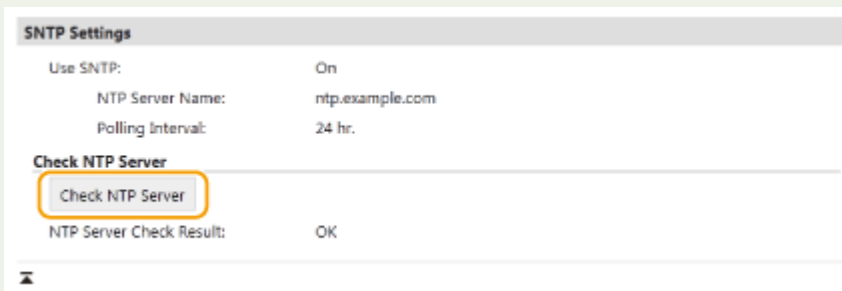 SNTP Settings
Use SNTP: On
NTP Server Name: ntp.example.com
Polling Interval: 24 hr.
Check NTP Server
Check NTP Server
NTP Server Check Result: OK